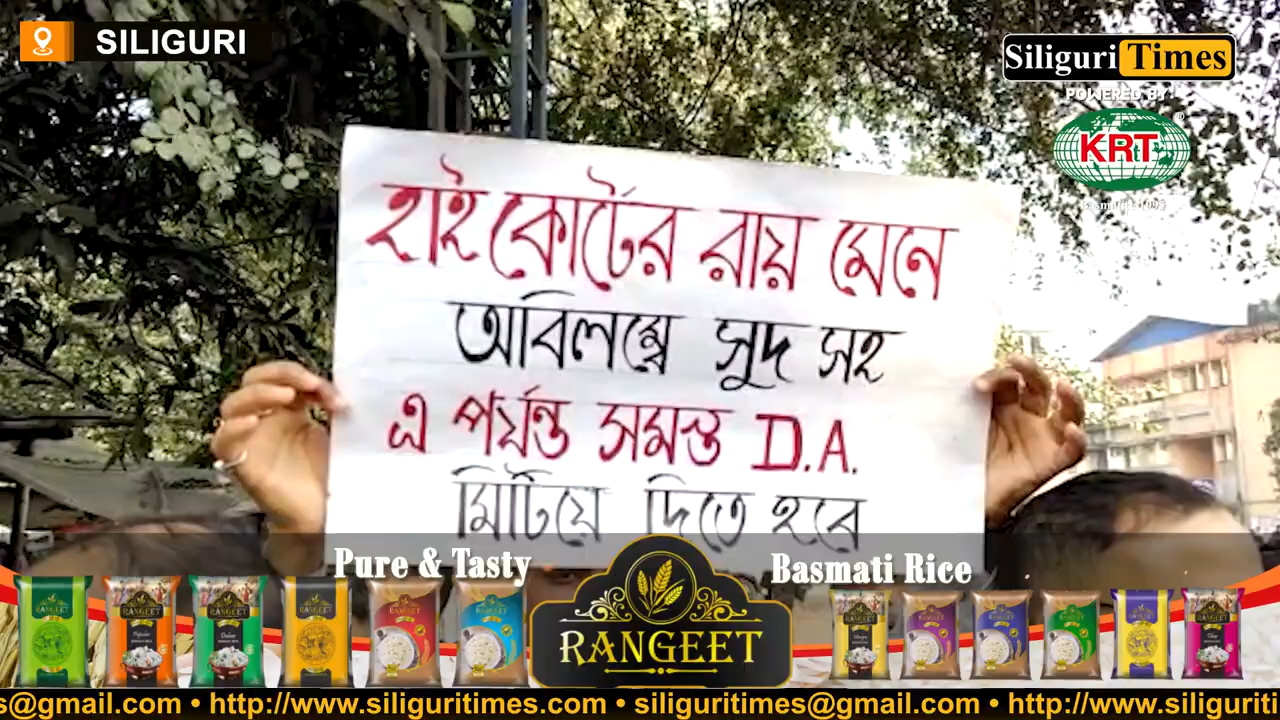 SILIGURI
Siliguri Times
POWERED BY:
KRT
হাইকোর্টের রায় মেনে
অবিলম্বে সুদ সহ
এ পর্যন্ত সমস্ত D.A.
মিটিয়ে দিতে হবে
Pure & Tasty
Basmati Rice
RANGEET
s@gmail.com • http://www.siliguritimes.com • siliguritimes@gmail.com • http://www.siligurití